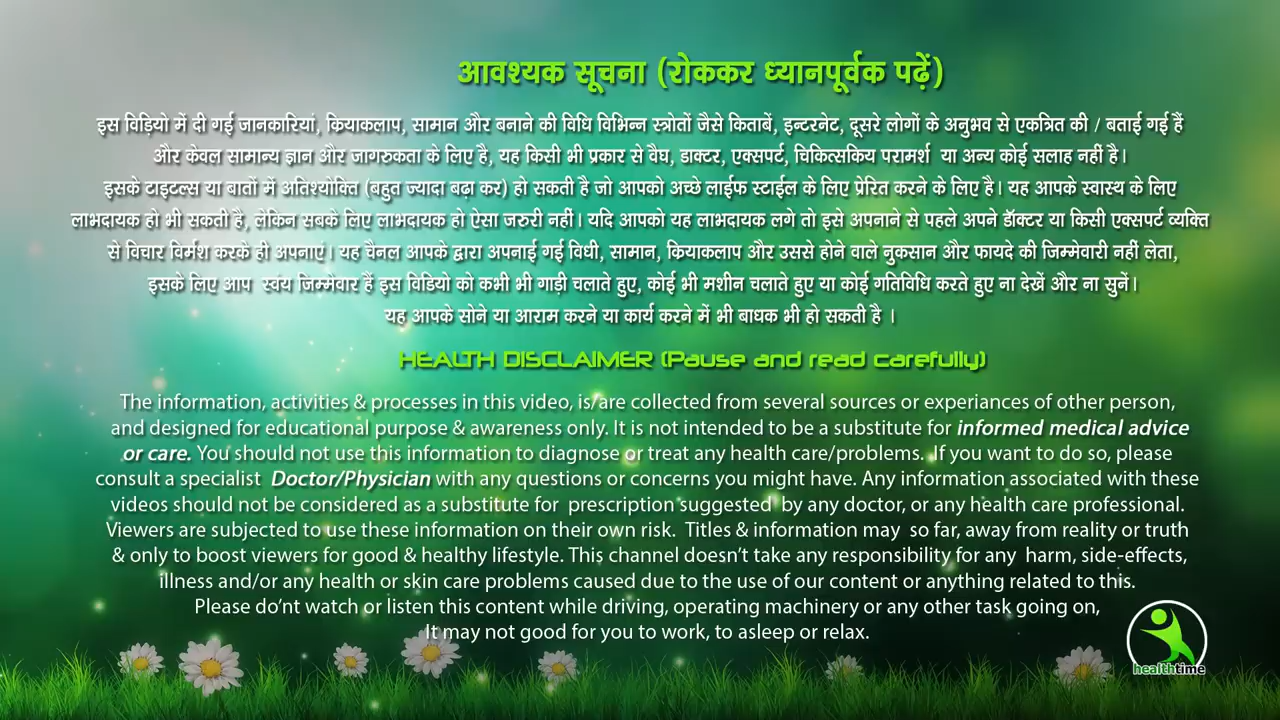 आवश्यक सूचना (रोककर ध्यानपूर्वक पढ़ें)
इस विडि़यो में दी गई जानकारियां, क्रियाकलाप, सामान और बनाने की विधि विभिन्न स्त्रोतों जैसे किताबें, इन्टरनेट, दूसरे लोगों के अनुभव से एकत्रित की / बताई गई हैं
और केवल सामान्य ज्ञान और जागरुकता के लिए है, यह किसी भी प्रकार से वैघ, डाक्टर, एक्सपर्ट, चिकित्सकिय परामर्श या अन्य कोई सलाह नहीं है।
इसके टाइटल्स या बातों में अतिश्योक्ति (बहुत ज्यादा बढ़ा कर) हो सकती है जो आपको अच्छे लाईफ स्टाईल के लिए प्रेरित करने के लिए है। यह आपके स्वास्थ के लिए
लाभदायक हो भी सकती है, लेकिन सबके लिए लाभदायक हो ऐसा जरुरी नहीं। यदि आपको यह लाभदायक लगे तो इसे अपनाने से पहले अपने डॉक्टर या किसी एक्सपर्ट व्यक्ति
से विचार विर्मश करके ही अपनाएं। यह चैनल आपके द्वारा अपनाई गई विधी, सामान, क्रियाकलाप और उससे होने वाले नुकसान और फायदे की जिम्मेवारी नहीं लेता,
इसके लिए आप स्वंय जिम्मेवार हैं इस विडियो को कभी भी गाड़ी चलाते हुए, कोई भी मशीन चलाते हुए या कोई गतिविधि करते हुए ना देखें और ना सुनें।
यह आपके सोने या आराम करने या कार्य करने में भी बाधक भी हो सकती है ।
HEALTH DISCLAIMER (Pause and read carefully)
The information, activities & processes in this video, is/are collected from several sources or experiances of other person,
and designed for educational purpose & awareness only. It is not intended to be a substitute for informed medical advice
or care. You should not use this information to diagnose or treat any health care/problems. If you want to do so, please
consult a specialist Doctor/Physician with any questions or concerns you might have. Any information associated with these
videos should not be considered as a substitute for prescription suggested by any doctor, or any health care professional.
Viewers are subjected to use these information on their own risk. Titles & information may so far, away from reality or truth
& only to boost viewers for good & healthy lifestyle. This channel doesn't take any responsibility for any harm, side-effects,
illness and/or any health or skin care problems caused due to the use of our content or anything related to this.
Please do'nt watch or listen this content while driving, operating machinery or any other task going on,
It may not good for you to work, to asleep or relax.
healthtime